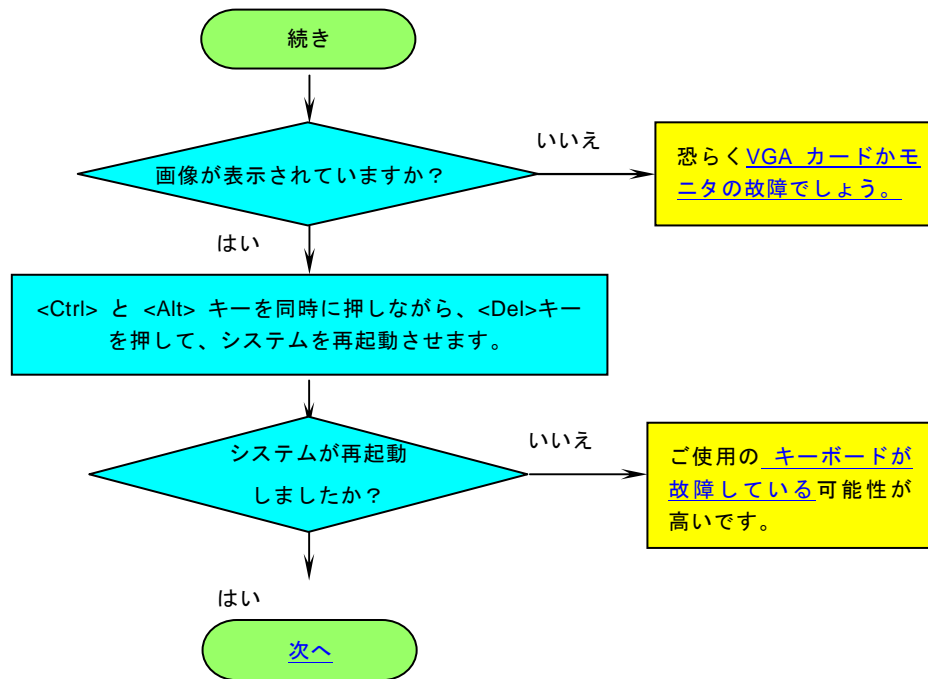 続き
画像が表示されていますか？
いいえ
恐らくVGA カードかモ
ニタの故障でしょう。
はい
<Ctrl> と <Alt> キーを同時に押しながら、<Del>キー
を押して、システムを再起動させます。
システムが再起動
しましたか？
いいえ
ご使用の キーボードが
故障している可能性が
高いです。
はい
次へ